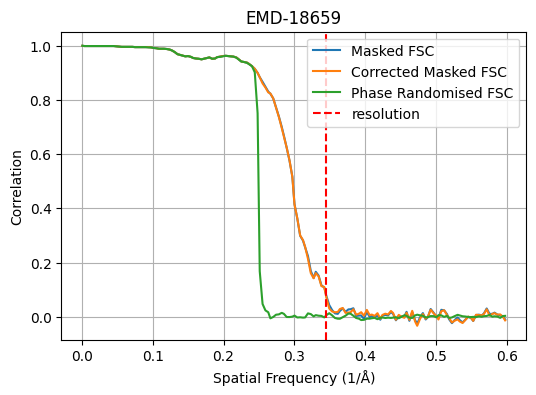 EMD-18659
Masked FSC
Corrected Masked FSC
Phase Randomised FSC
resolution
Correlation
1.0
0.8
0.6
0.4
0.2
0.0
0.0 0.1 0.2 0.3 0.4 0.5 0.6
Spatial Frequency (1/Å)